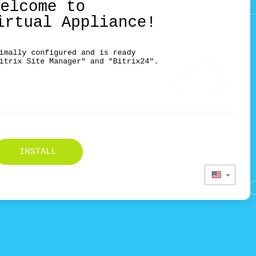 elcome to
irtual Appliance!
imally configured and is ready
itrix Site Manager" and "Bitrix24".
INSTALL